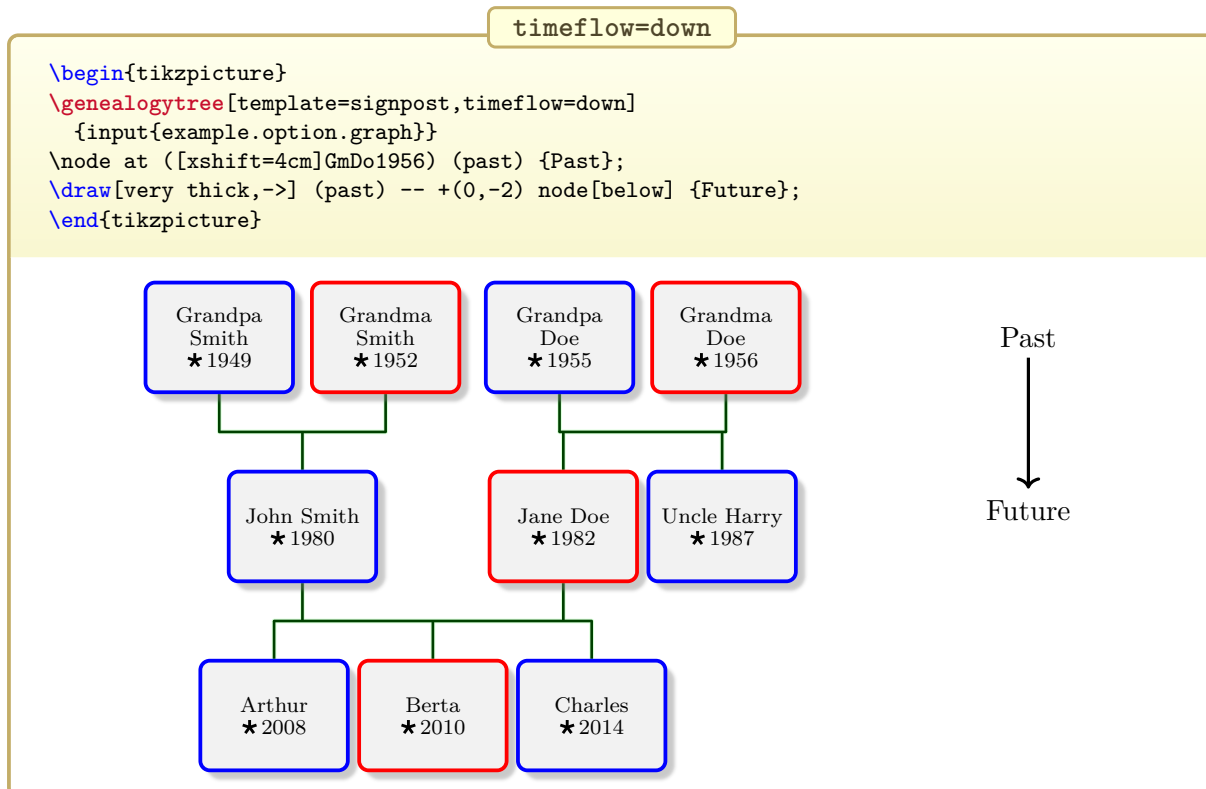 timeflow=down
\begin{tikzpicture}
\genealogytree[template=signpost,timeflow=down]
{input{example.option.graph}}
\node at ([xshift=4cm]GmDo1956) (past) {Past};
\draw[very thick,->] (past) -- +(0,-2) node[below] {Future};
\end{tikzpicture}
Grandpa
Smith
★1949
Grandma
Smith
★1952
Grandpa
Doe
★1955
Grandma
Doe
★1956
Past
John Smith
★1980
Jane Doe
★1982
Uncle Harry
★1987
Future
Arthur
★2008
Berta
★2010
Charles
★2014